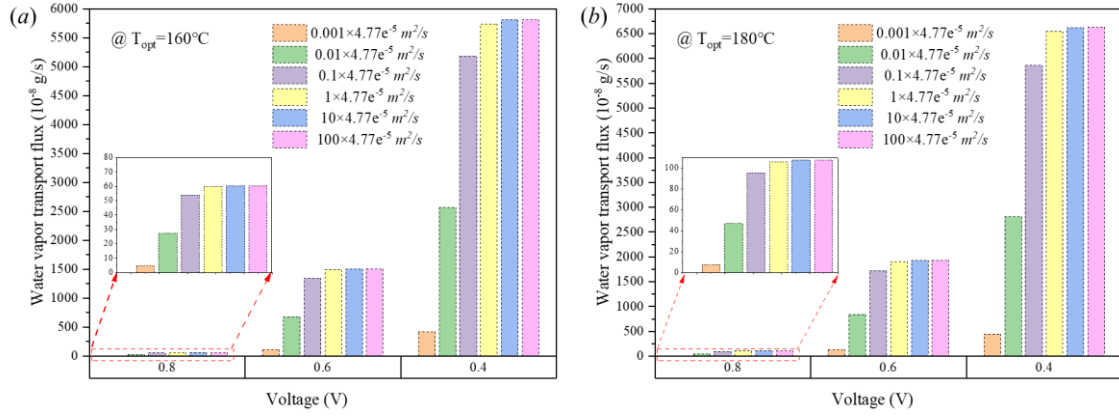 (a)
@ Topt=160°C
0.001×4.77e-5 m2/s
0.01×4.77e-5 m2/s
0.1×4.77e-5 m2/s
1×4.77e-5 m2/s
10×4.77e-5 m2/s
100×4.77e-5 m2/s
Water vapor transport flux (10-8 g/s)
6000
5500
5000
4500
4000
3500
3000
2500
2000
1500
1000
500
0
80
70
60
50
40
30
20
10
0
0.8
0.6
0.4
Voltage (V)
(b)
@ Topt=180°C
0.001×4.77e-5 m2/s
0.01×4.77e-5 m2/s
0.1×4.77e-5 m2/s
1×4.77e-5 m2/s
10×4.77e-5 m2/s
100×4.77e-5 m2/s
Water vapor transport flux (10-8 g/s)
7000
6500
6000
5500
5000
4500
4000
3500
3000
2500
2000
1500
1000
500
0
100
80
60
40
20
0
0.8
0.6
0.4
Voltage (V)